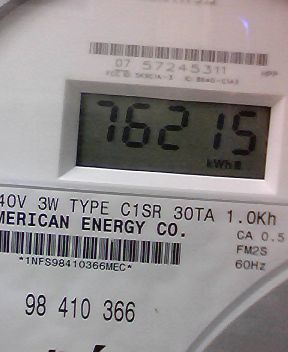 07 57245311
HPP
76215
kWh
40V 3W TYPE C1SR 30TA 1.0Kh
MERICAN ENERGY CO.
CA 0.5
FM2S
60Hz
*1NFS98410366MEC*
98 410 366